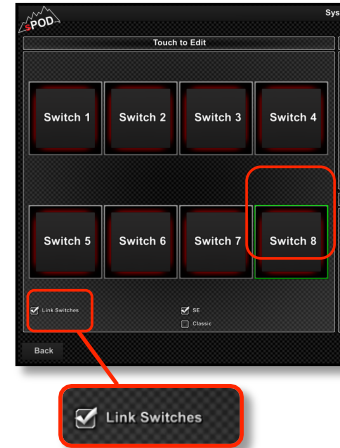 sPOD
Sys
Touch to Edit
Switch 1 Switch 2 Switch 3 Switch 4
Switch 5 Switch 6 Switch 7 Switch 8
Link Switches SE
Classic
Back
Link Switches